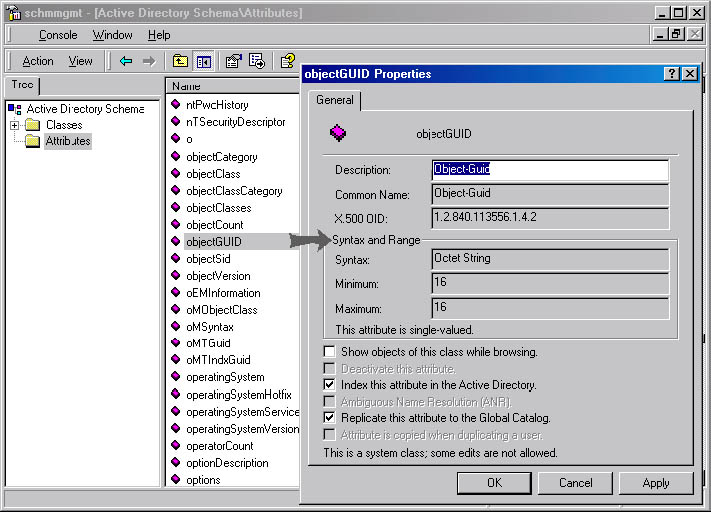 schmmgmt - [Active Directory Schema\Attributes]
Console Window Help
Action View
Tree
Active Directory Schema
Classes
Attributes
Name
ntPwdHistory
nTSecurityDescriptor
o
objectCategory
objectClass
objectClassCategory
objectClasses
objectCount
objectGUID
objectSid
objectVersion
oEMInformation
oMObjectClass
oMSyntax
oMTGuid
oMTIndxGuid
operatingSystem
operatingSystemHotfix
operatingSystemService
operatingSystemVersion
operatorCount
optionDescription
options
objectGUID Properties
General
objectGUID
Description: Object-Guid
Common Name: Object-Guid
X.500 OID: 1.2.840.113556.1.4.2
Syntax and Range
Syntax: Octet String
Minimum: 16
Maximum: 16
This attribute is single-valued.
Show objects of this class while browsing.
Deactivate this attribute.
Index this attribute in the Active Directory.
Ambiguous Name Resolution (ANR).
Replicate this attribute to the Global Catalog.
Attribute is copied when duplicating a user.
This is a system class; some edits are not allowed.
OK Cancel Apply